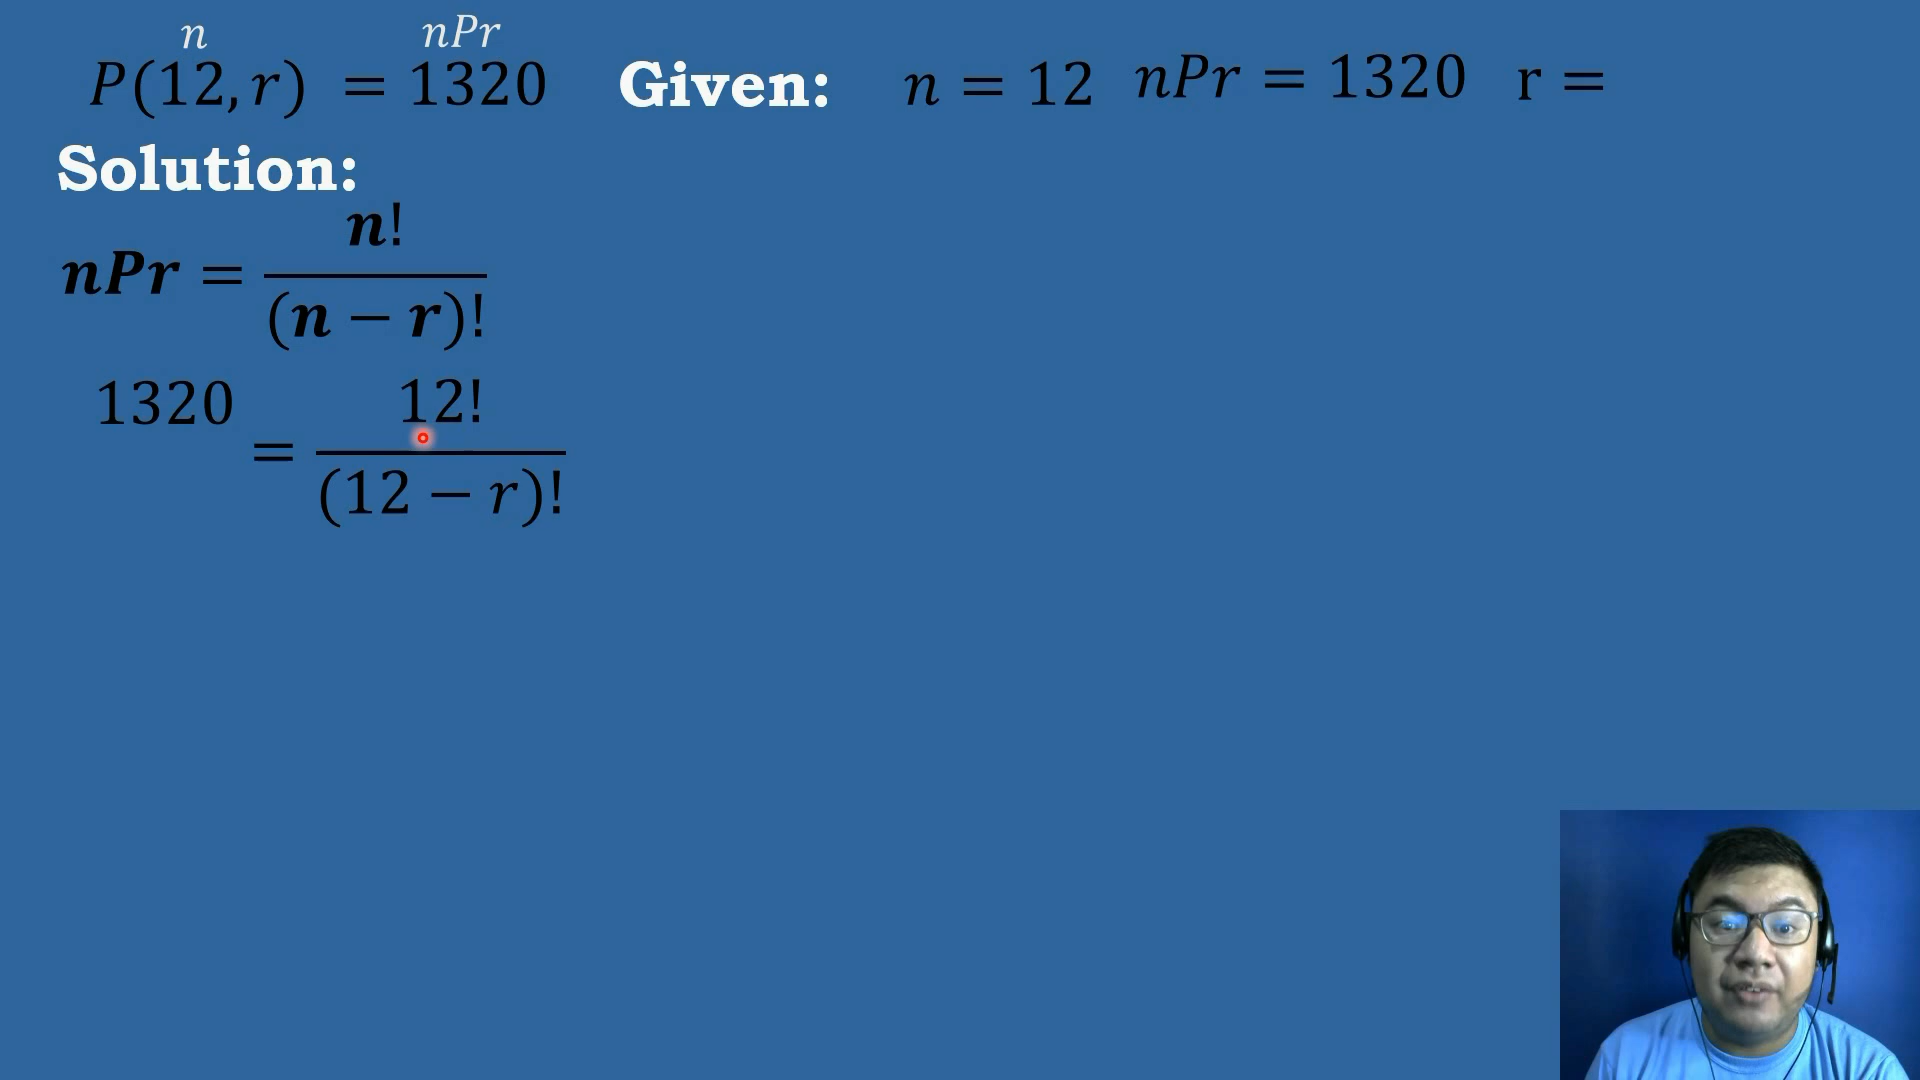 n nPr
P(12, r) = 1320 Given: n = 12 nPr = 1320 r =
Solution:
nPr = n! / (n − r)!
1320 = 12! / (12 − r)!